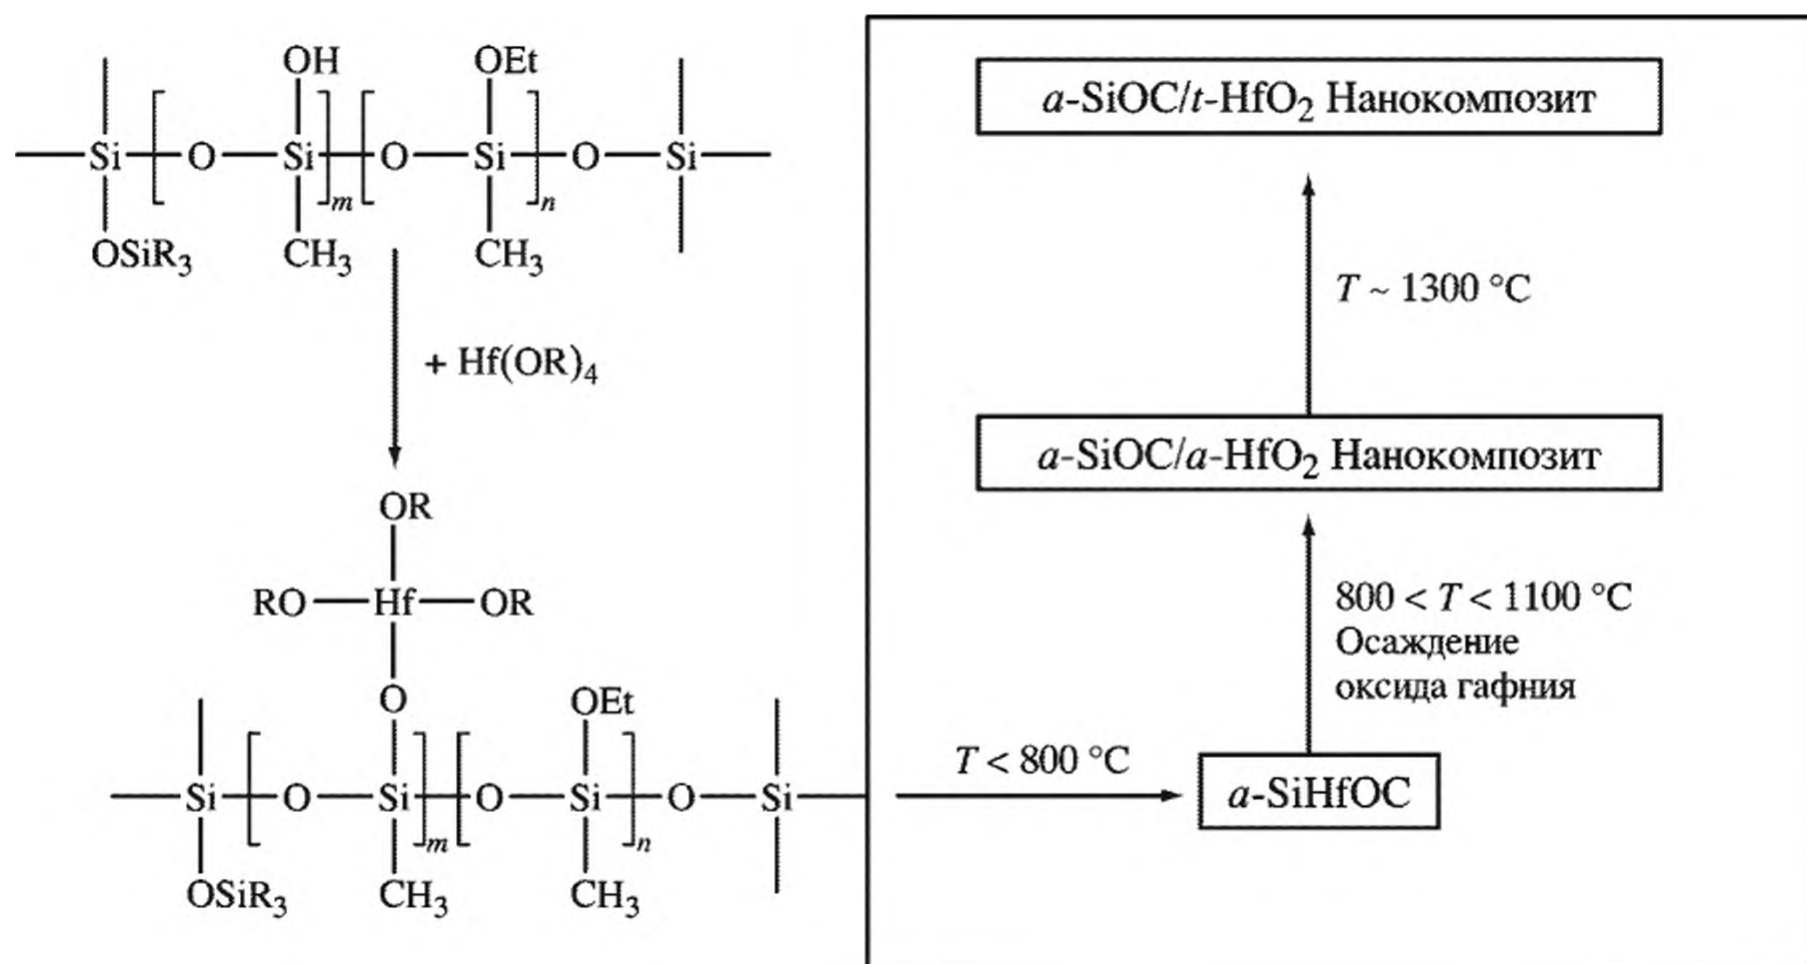 OH OEt
Si O Si m O Si n O Si
OSiR₃ CH₃ CH₃
+ Hf(OR)₄
OR
RO Hf OR
O OEt
Si O Si m O Si n O Si
OSiR₃ CH₃ CH₃
a-SiOC/t-HfO₂ Нанокомпозит
T ~ 1300 °C
a-SiOC/a-HfO₂ Нанокомпозит
800 < T < 1100 °C
Осаждение
оксида гафния
T < 800 °C
a-SiHfOC